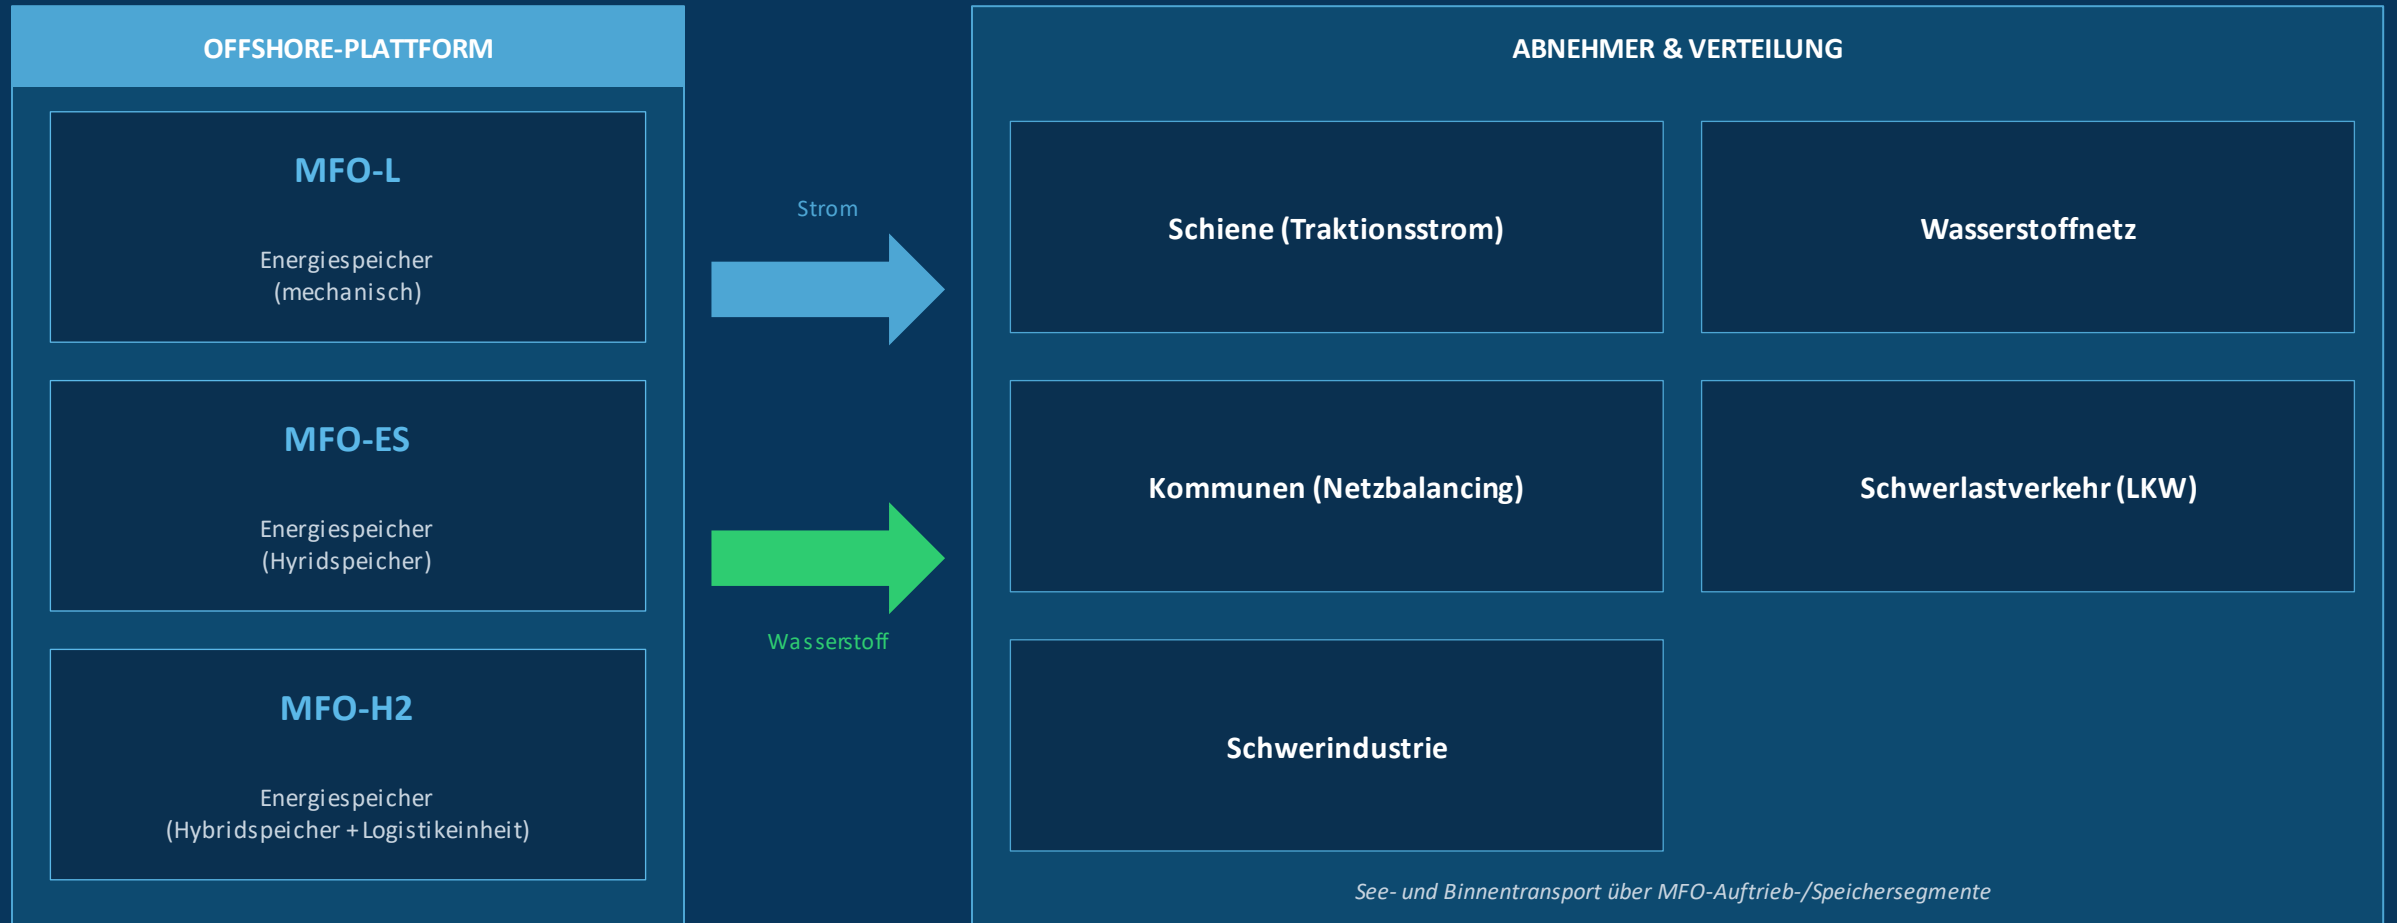 OFFSHORE-PLATTFORM
MFO-L
Energiespeicher
(mechanisch)
MFO-ES
Energiespeicher
(Hyridspeicher)
MFO-H2
Energiespeicher
(Hybridspeicher + Logistikeinheit)
Strom
Wasserstoff
ABNEHMER & VERTEILUNG
Schiene (Traktionsstrom)
Wasserstoffnetz
Kommunen (Netzbalancing)
Schwerlastverkehr (LKW)
Schwerindustrie
See- und Binnentransport über MFO-Auftrieb-/Speichersegmente